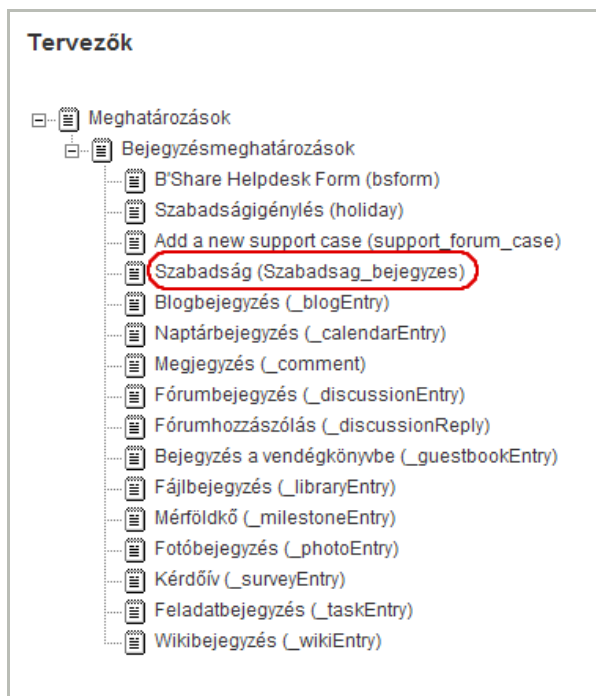 Tervezők
Meghatározások
Bejegyzésmeghatározások
B'Share Helpdesk Form (bsform)
Szabadságigénylés (holiday)
Add a new support case (support_forum_case)
Szabadság (Szabadsag_bejegyzes)
Blogbejegyzés (_blogEntry)
Naptárbejegyzés (_calendarEntry)
Megjegyzés (_comment)
Fórumbejegyzés (_discussionEntry)
Fórumhozzászólás (_discussionReply)
Bejegyzés a vendégkönyvbe (_guestbookEntry)
Fájlbejegyzés (_libraryEntry)
Mérföldkő (_milestoneEntry)
Fotóbejegyzés (_photoEntry)
Kérdőív (_surveyEntry)
Feladatbejegyzés (_taskEntry)
Wikibejegyzés (_wikiEntry)